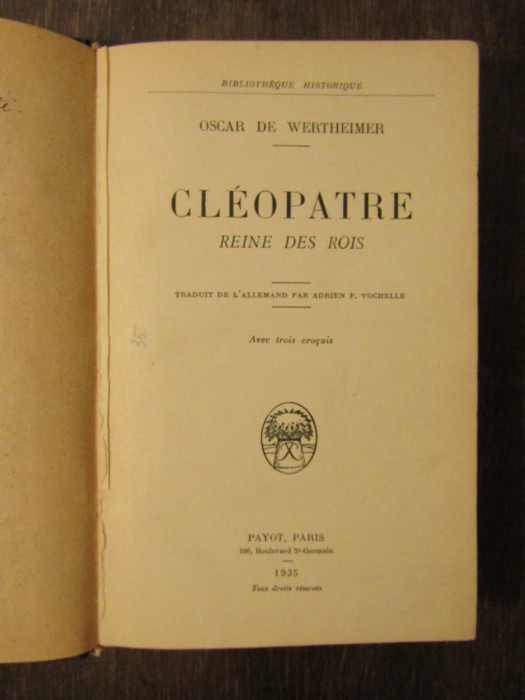 BIBLIOTHÈQUE HISTORIQUE
OSCAR DE WERTHEIMER
CLÉOPATRE
REINE DES ROIS
TRADUIT DE L'ALLEMAND PAR ADRIEN F. VOCHELLE
Avec trois croquis
35
PAYOT, PARIS
106, Boulevard St-Germain
1935
Tous droits réservés